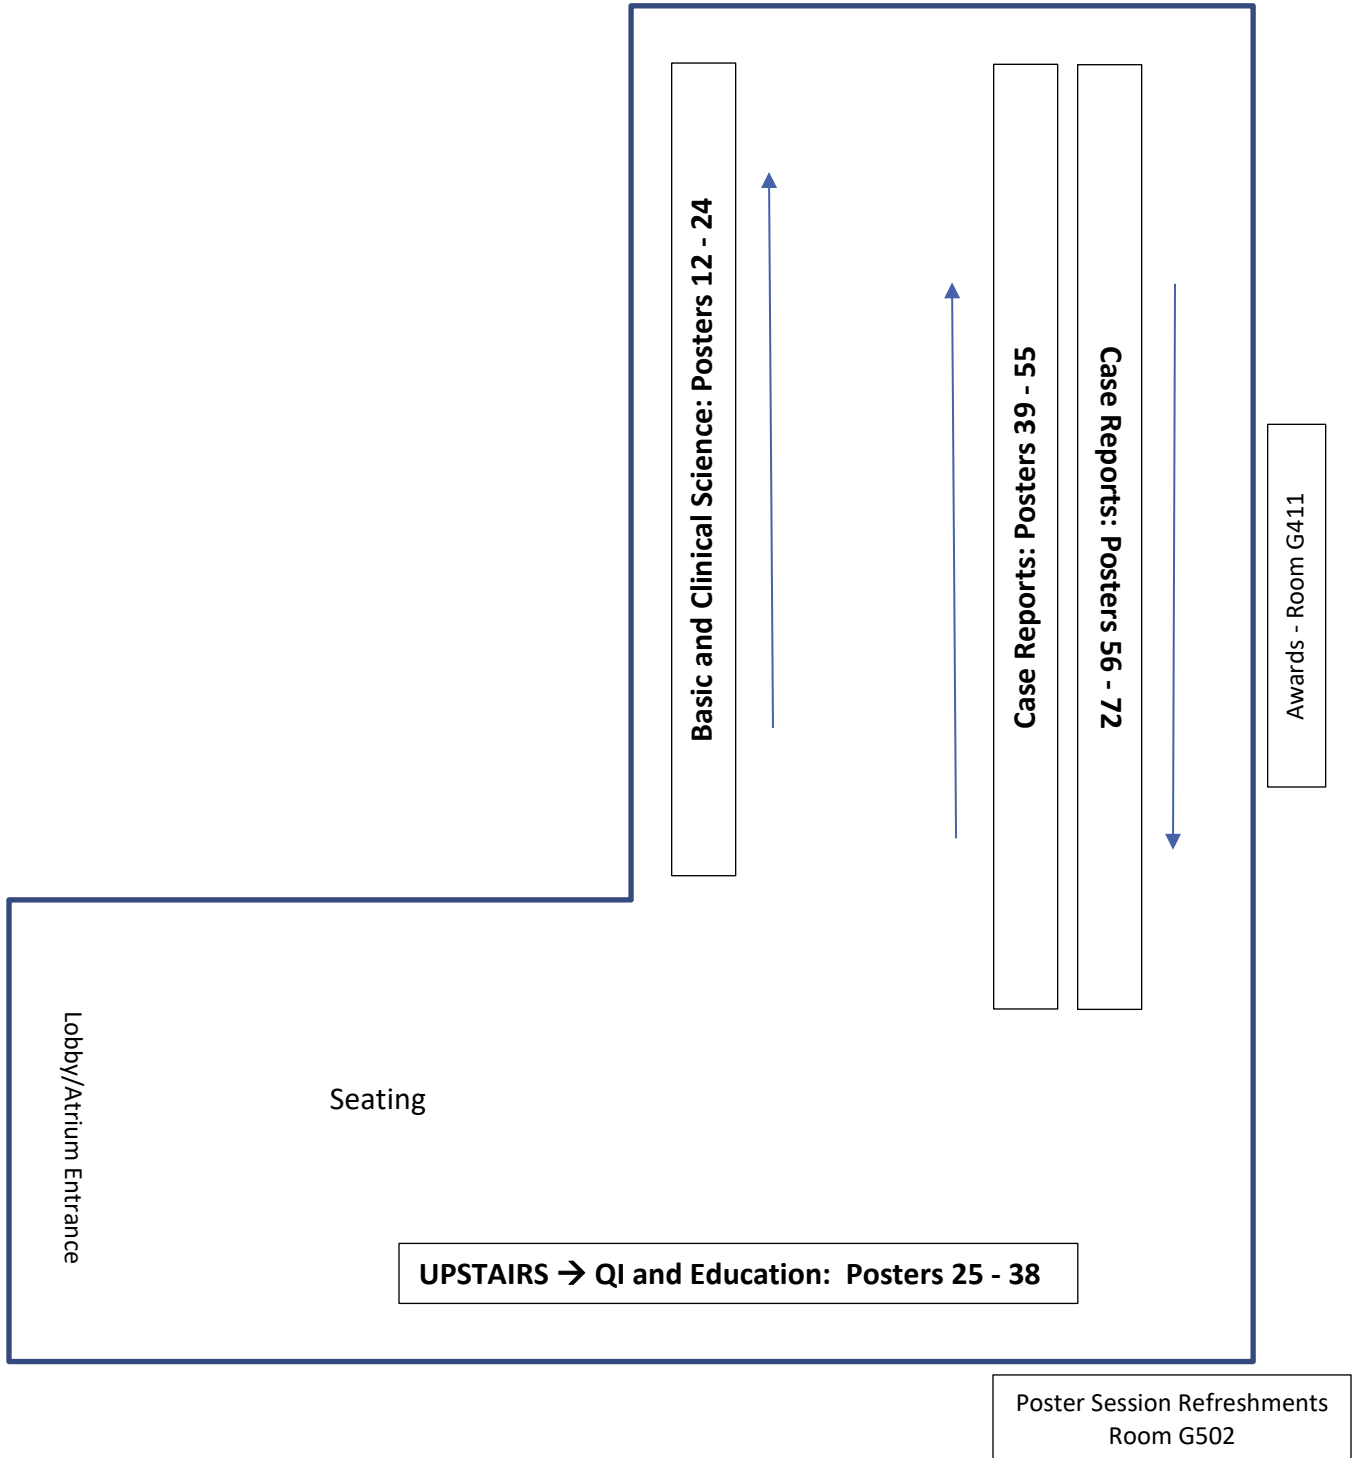 Basic and Clinical Science: Posters 12 - 24
Case Reports: Posters 39 - 55
Case Reports: Posters 56 - 72
Awards - Room G411
Lobby/Atrium Entrance
Seating
UPSTAIRS → QI and Education:  Posters 25 - 38
Poster Session Refreshments
Room G502